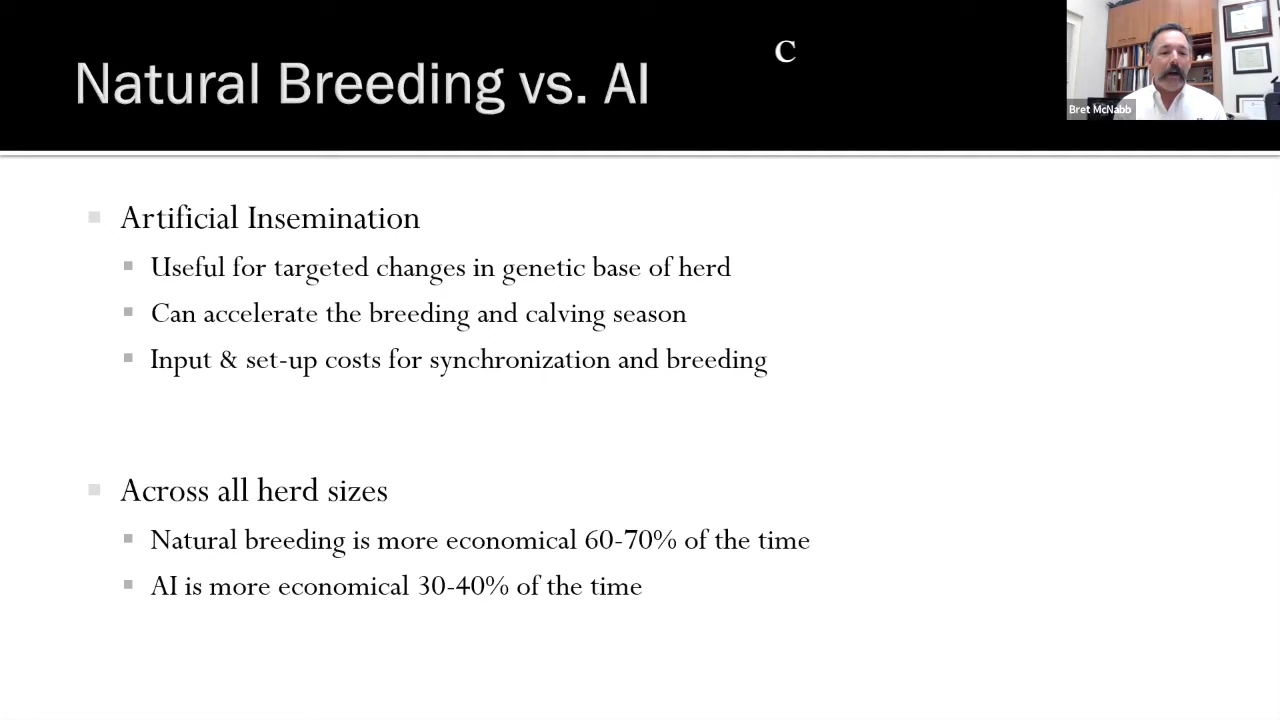 C
Natural Breeding vs. AI
Bret McNabb
Artificial Insemination
Useful for targeted changes in genetic base of herd
Can accelerate the breeding and calving season
Input & set-up costs for synchronization and breeding
Across all herd sizes
Natural breeding is more economical 60-70% of the time
AI is more economical 30-40% of the time